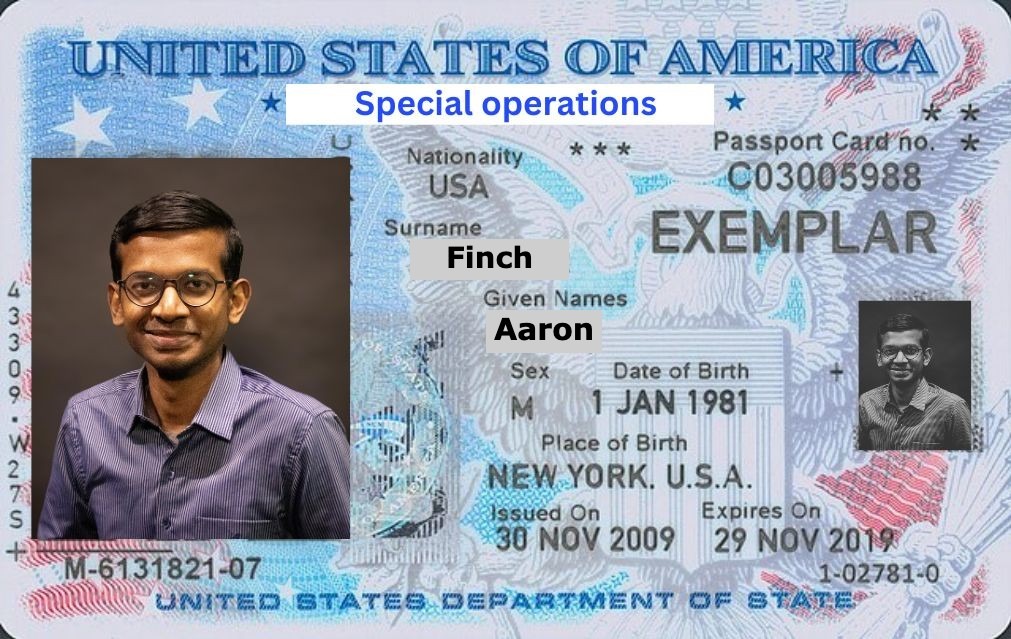 UNITED STATES OF AMERICA
Special operations
Nationality
USA
***
Passport Card no.
C03005988
Surname
Finch
EXEMPLAR
Given Names
Aaron
Sex
M
Date of Birth
1 JAN 1981
Place of Birth
NEW YORK. U.S.A.
Issued On
30 NOV 2009
Expires On
29 NOV 2019
M-6131821-07
1-02781-0
UNITED STATES DEPARTMENT OF STATE